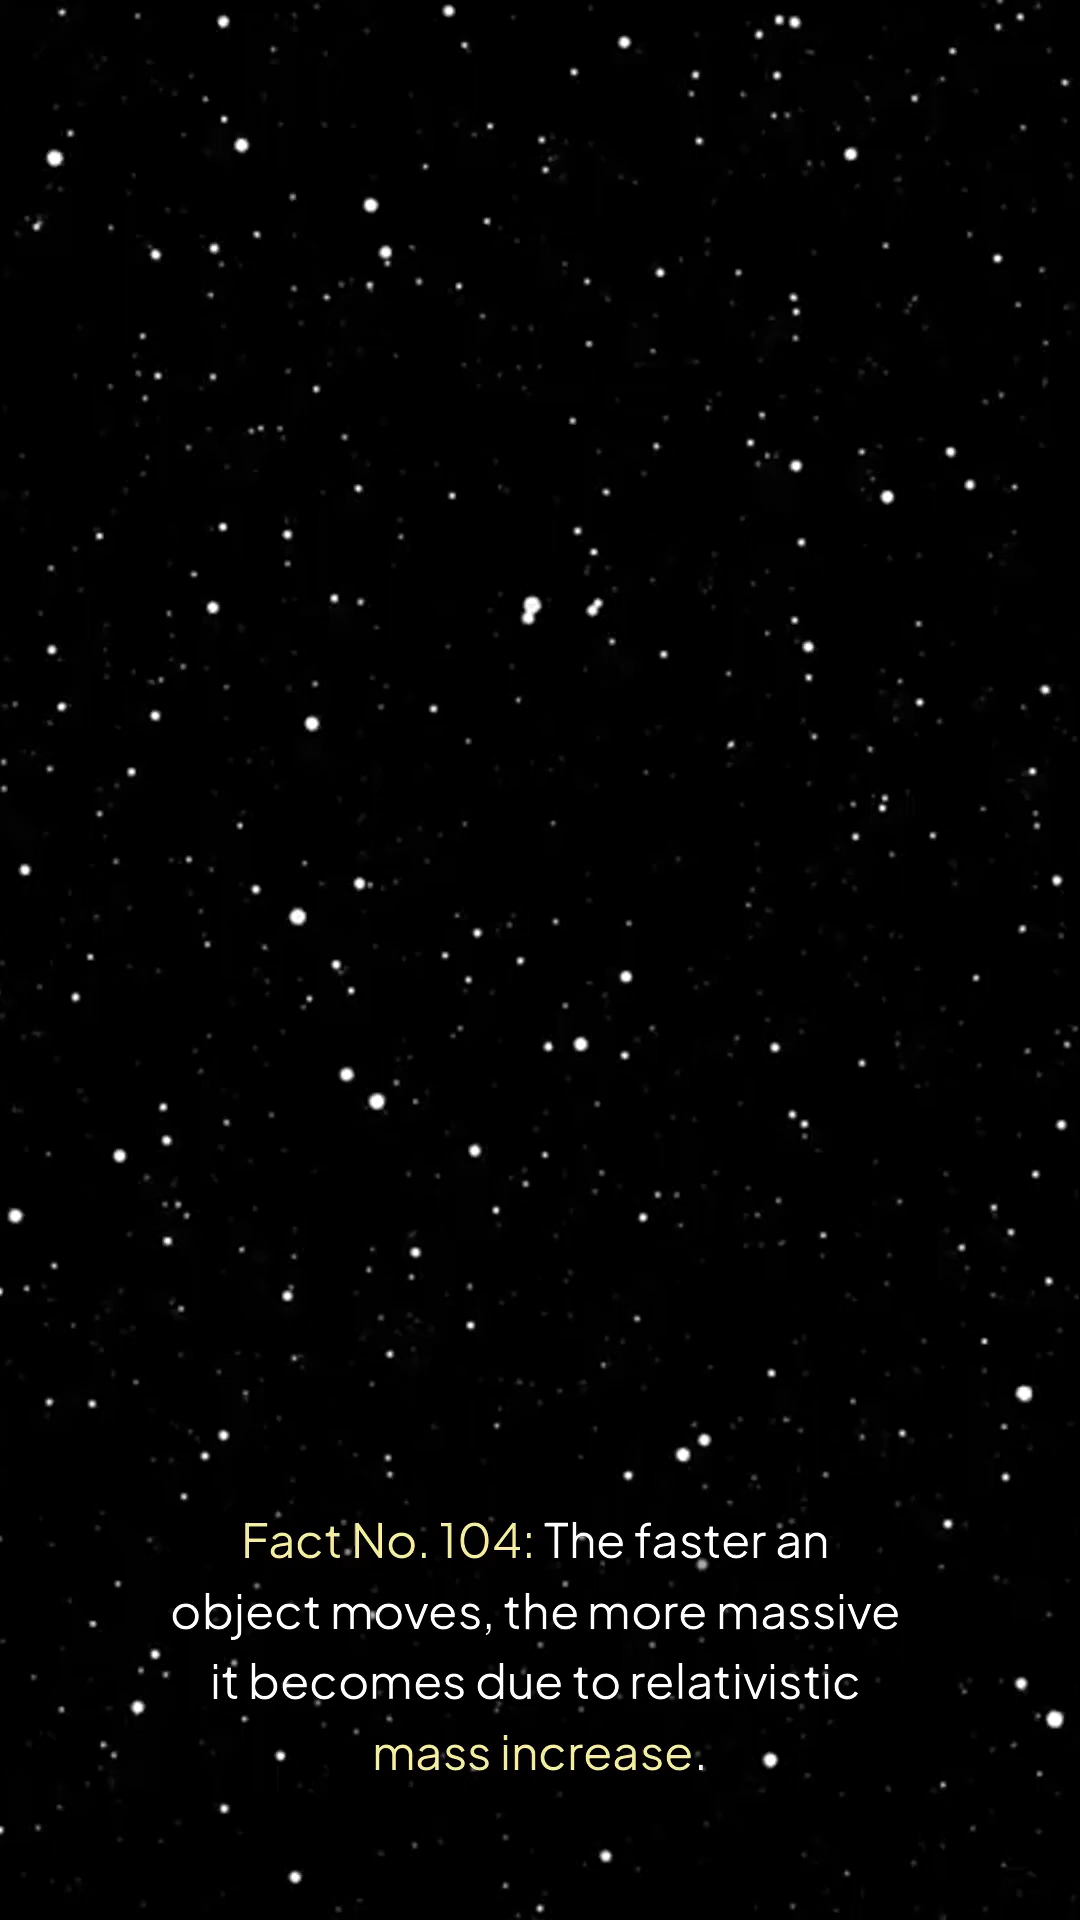 Fact No. 104: The faster an
object moves, the more massive
it becomes due to relativistic
mass increase.